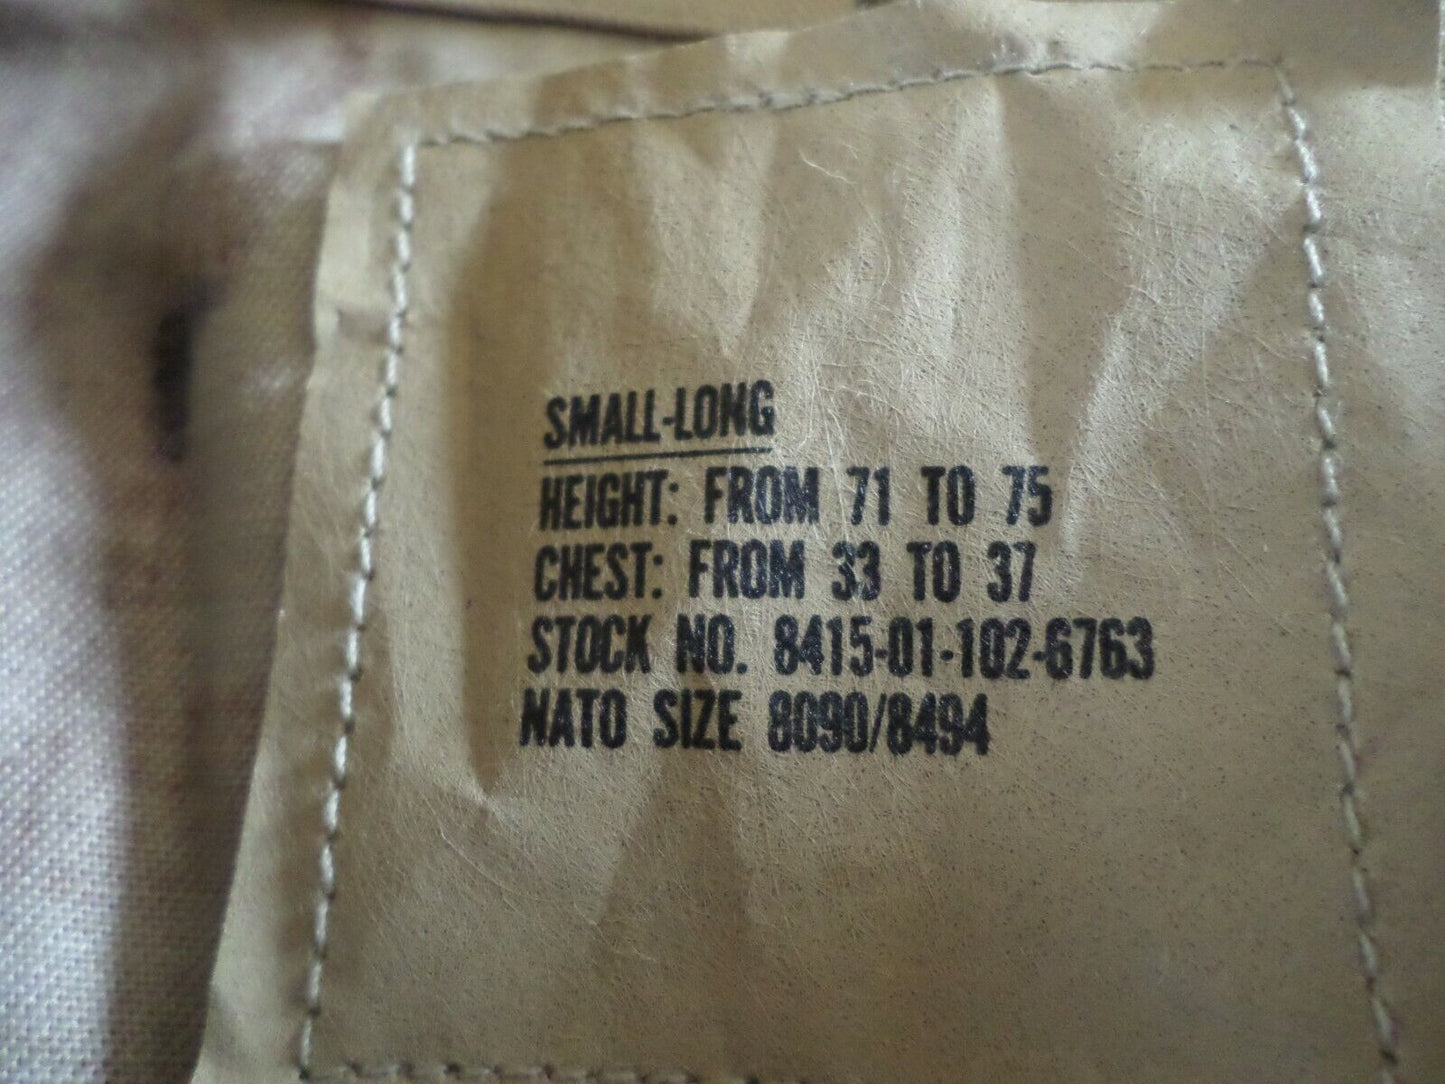 SMALL-LONG
HEIGHT: FROM 71 TO 75
CHEST: FROM 33 TO 37
STOCK NO. 8415-01-102-6763
NATO SIZE 8090/8494